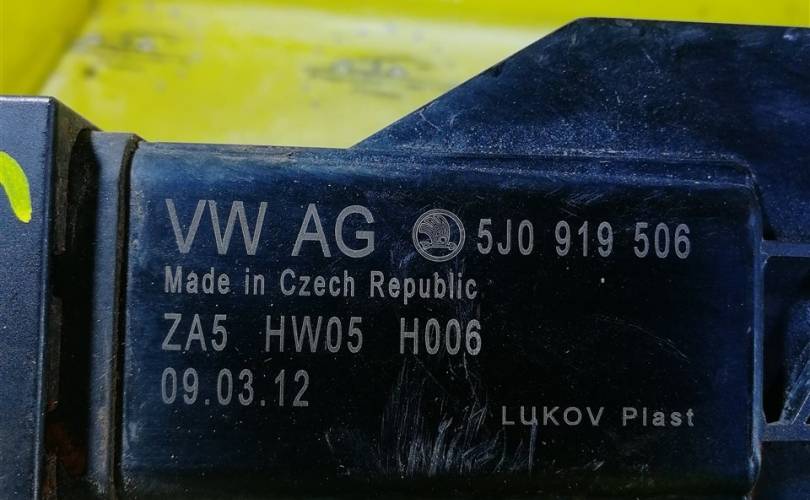 VW AG 5J0 919 506
Made in Czech Republic
ZA5 HW05 H006
09.03.12
LUKOV Plast